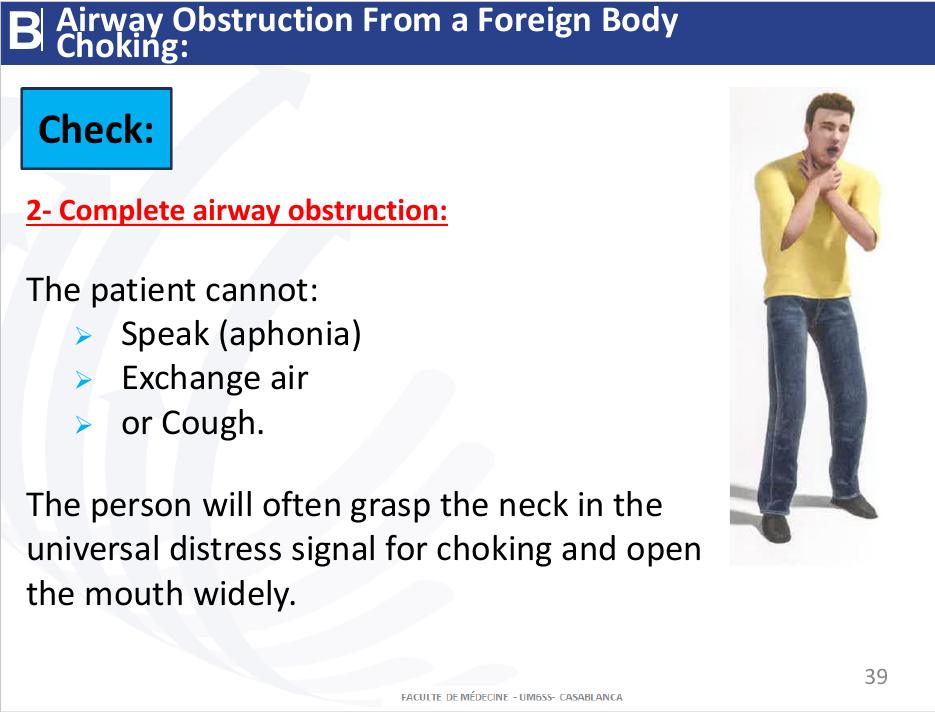 B
Airway Obstruction From a Foreign Body
Choking:
Check:
2- Complete airway obstruction:
The patient cannot:
➢ Speak (aphonia)
➢ Exchange air
➢ or Cough.
The person will often grasp the neck in the
universal distress signal for choking and open
the mouth widely.
39
FACULTE DE MÉDECINE - UM6SS- CASABLANCA